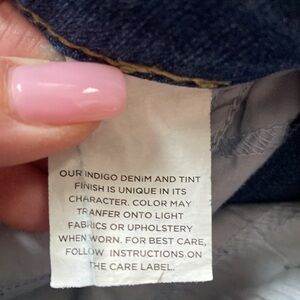 OUR INDIGO DENIM AND TINT
FINISH IS UNIQUE IN ITS
CHARACTER. COLOR MAY
TRANFER ONTO LIGHT
FABRICS OR UPHOLSTERY
WHEN WORN. FOR BEST CARE,
FOLLOW INSTRUCTIONS ON
THE CARE LABEL.